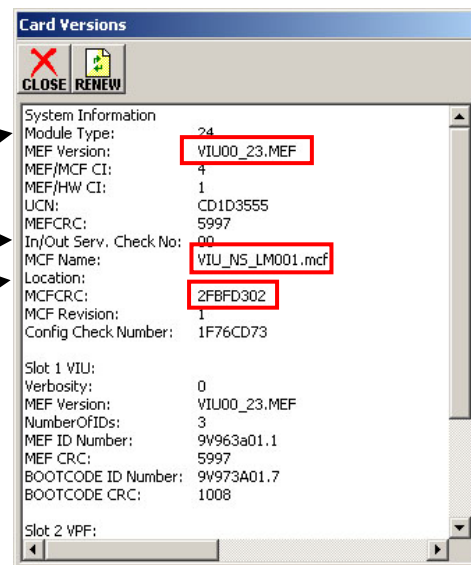 Card Versions
CLOSE RENEW
System Information
Module Type: 24
MEF Version: VIU00_23.MEF
MEF/MCF CI: 4
MEF/HW CI: 1
UCN: CD1D3555
MEFCRC: 5997
In/Out Serv. Check No: 00
MCF Name: VIU_NS_LM001.mcf
Location:
MCFCRC: 2FBFD302
MCF Revision: 1
Config Check Number: 1F76CD73
Slot 1 VIU:
Verbosity: 0
MEF Version: VIU00_23.MEF
NumberOfIDs: 3
MEF ID Number: 9V963a01.1
MEF CRC: 5997
BOOTCODE ID Number: 9V973A01.7
BOOTCODE CRC: 1008
Slot 2 VPF: